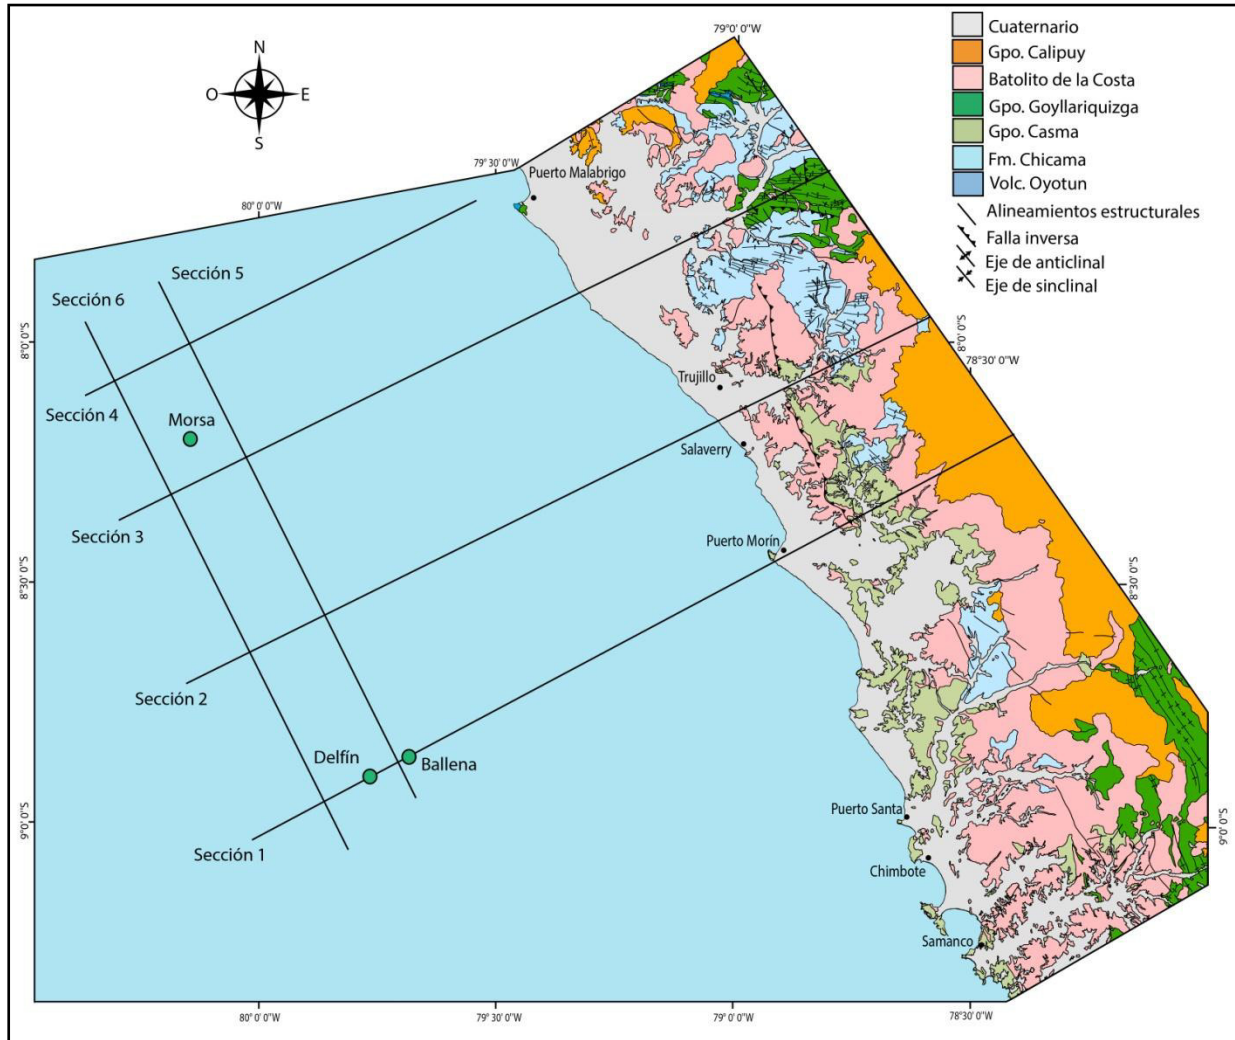 Cuaternario
Gpo. Calipuy
Batolito de la Costa
Gpo. Goyllariquizga
Gpo. Casma
Fm. Chicama
Volc. Oyotun
Alineamientos estructurales
Falla inversa
Eje de anticlinal
Eje de sinclinal
N
O
E
S
79°0' 0''W
79° 30' 0''W
80° 0' 0''W
Puerto Malabrigo
Sección 5
Sección 6
8°0' 0''S
8°0' 0''S
78°30' 0''W
Sección 4
Morsa
Trujillo
Salaverry
Sección 3
Puerto Morín
8°30' 0''S
8°30' 0''S
Sección 2
Delfín
Ballena
Puerto Santa
9°0' 0''S
9°0' 0''S
Sección 1
Chimbote
Samanco
80° 0' 0''W
79° 30' 0''W
79° 0' 0''W
78°30' 0''W